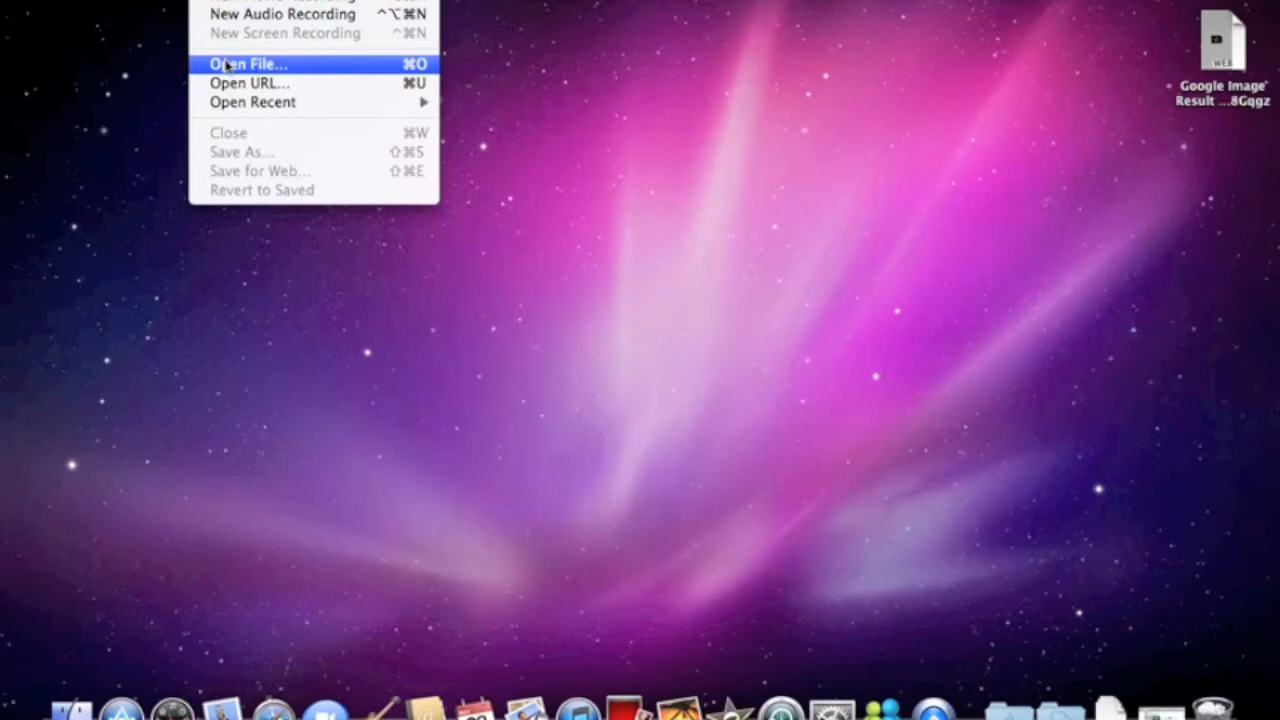 New Audio Recording ⌃⌥⌘N
New Screen Recording ⌃⌘N
Open File... ⌘O
Open URL... ⌘U
Open Recent ▶
Close ⌘W
Save As... ⇧⌘S
Save for Web... ⇧⌘E
Revert to Saved
WEB
Google Image
Result ...8Gqgz